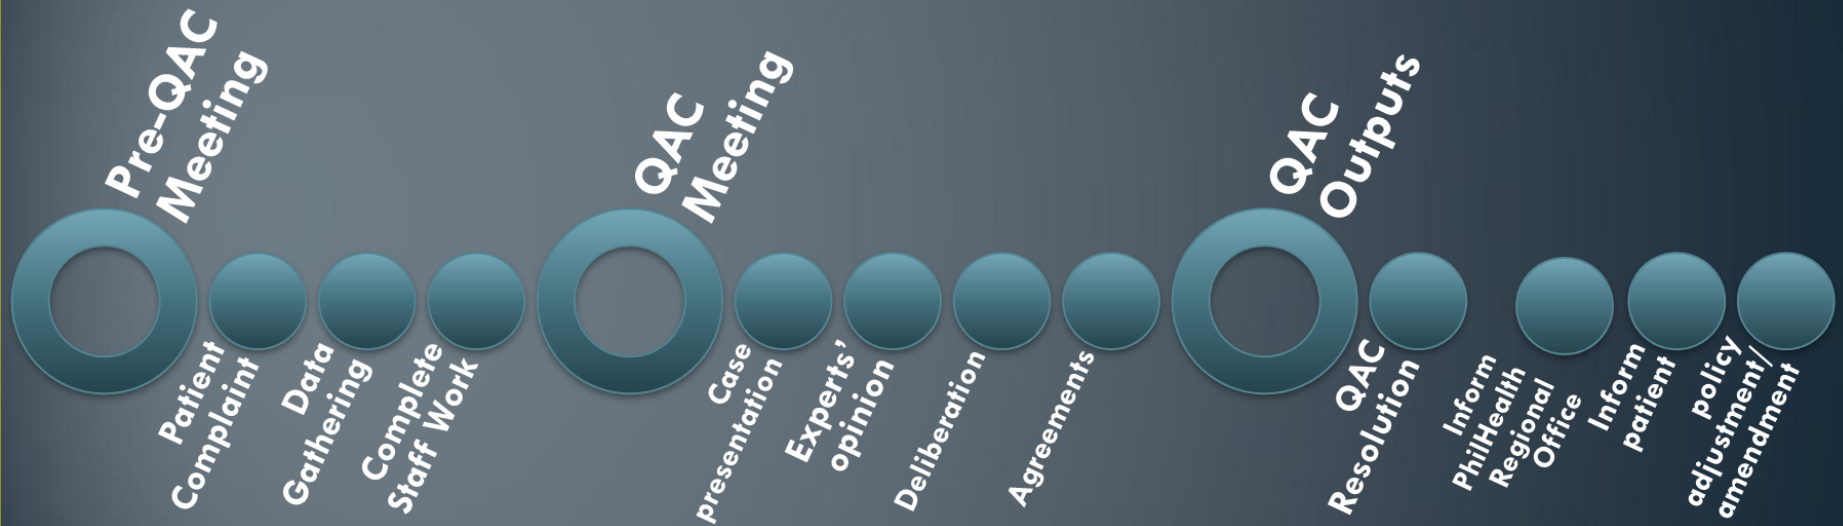 Pre-QAC
Meeting
Patient
Complaint
Data
Gathering
Complete
Staff Work
QAC
Meeting
Case
presentation
Experts’
opinion
Deliberation
Agreements
QAC
Outputs
QAC
Resolution
Inform
PhilHealth
Regional
Office
Inform
patient
policy
adjustment/
amendment